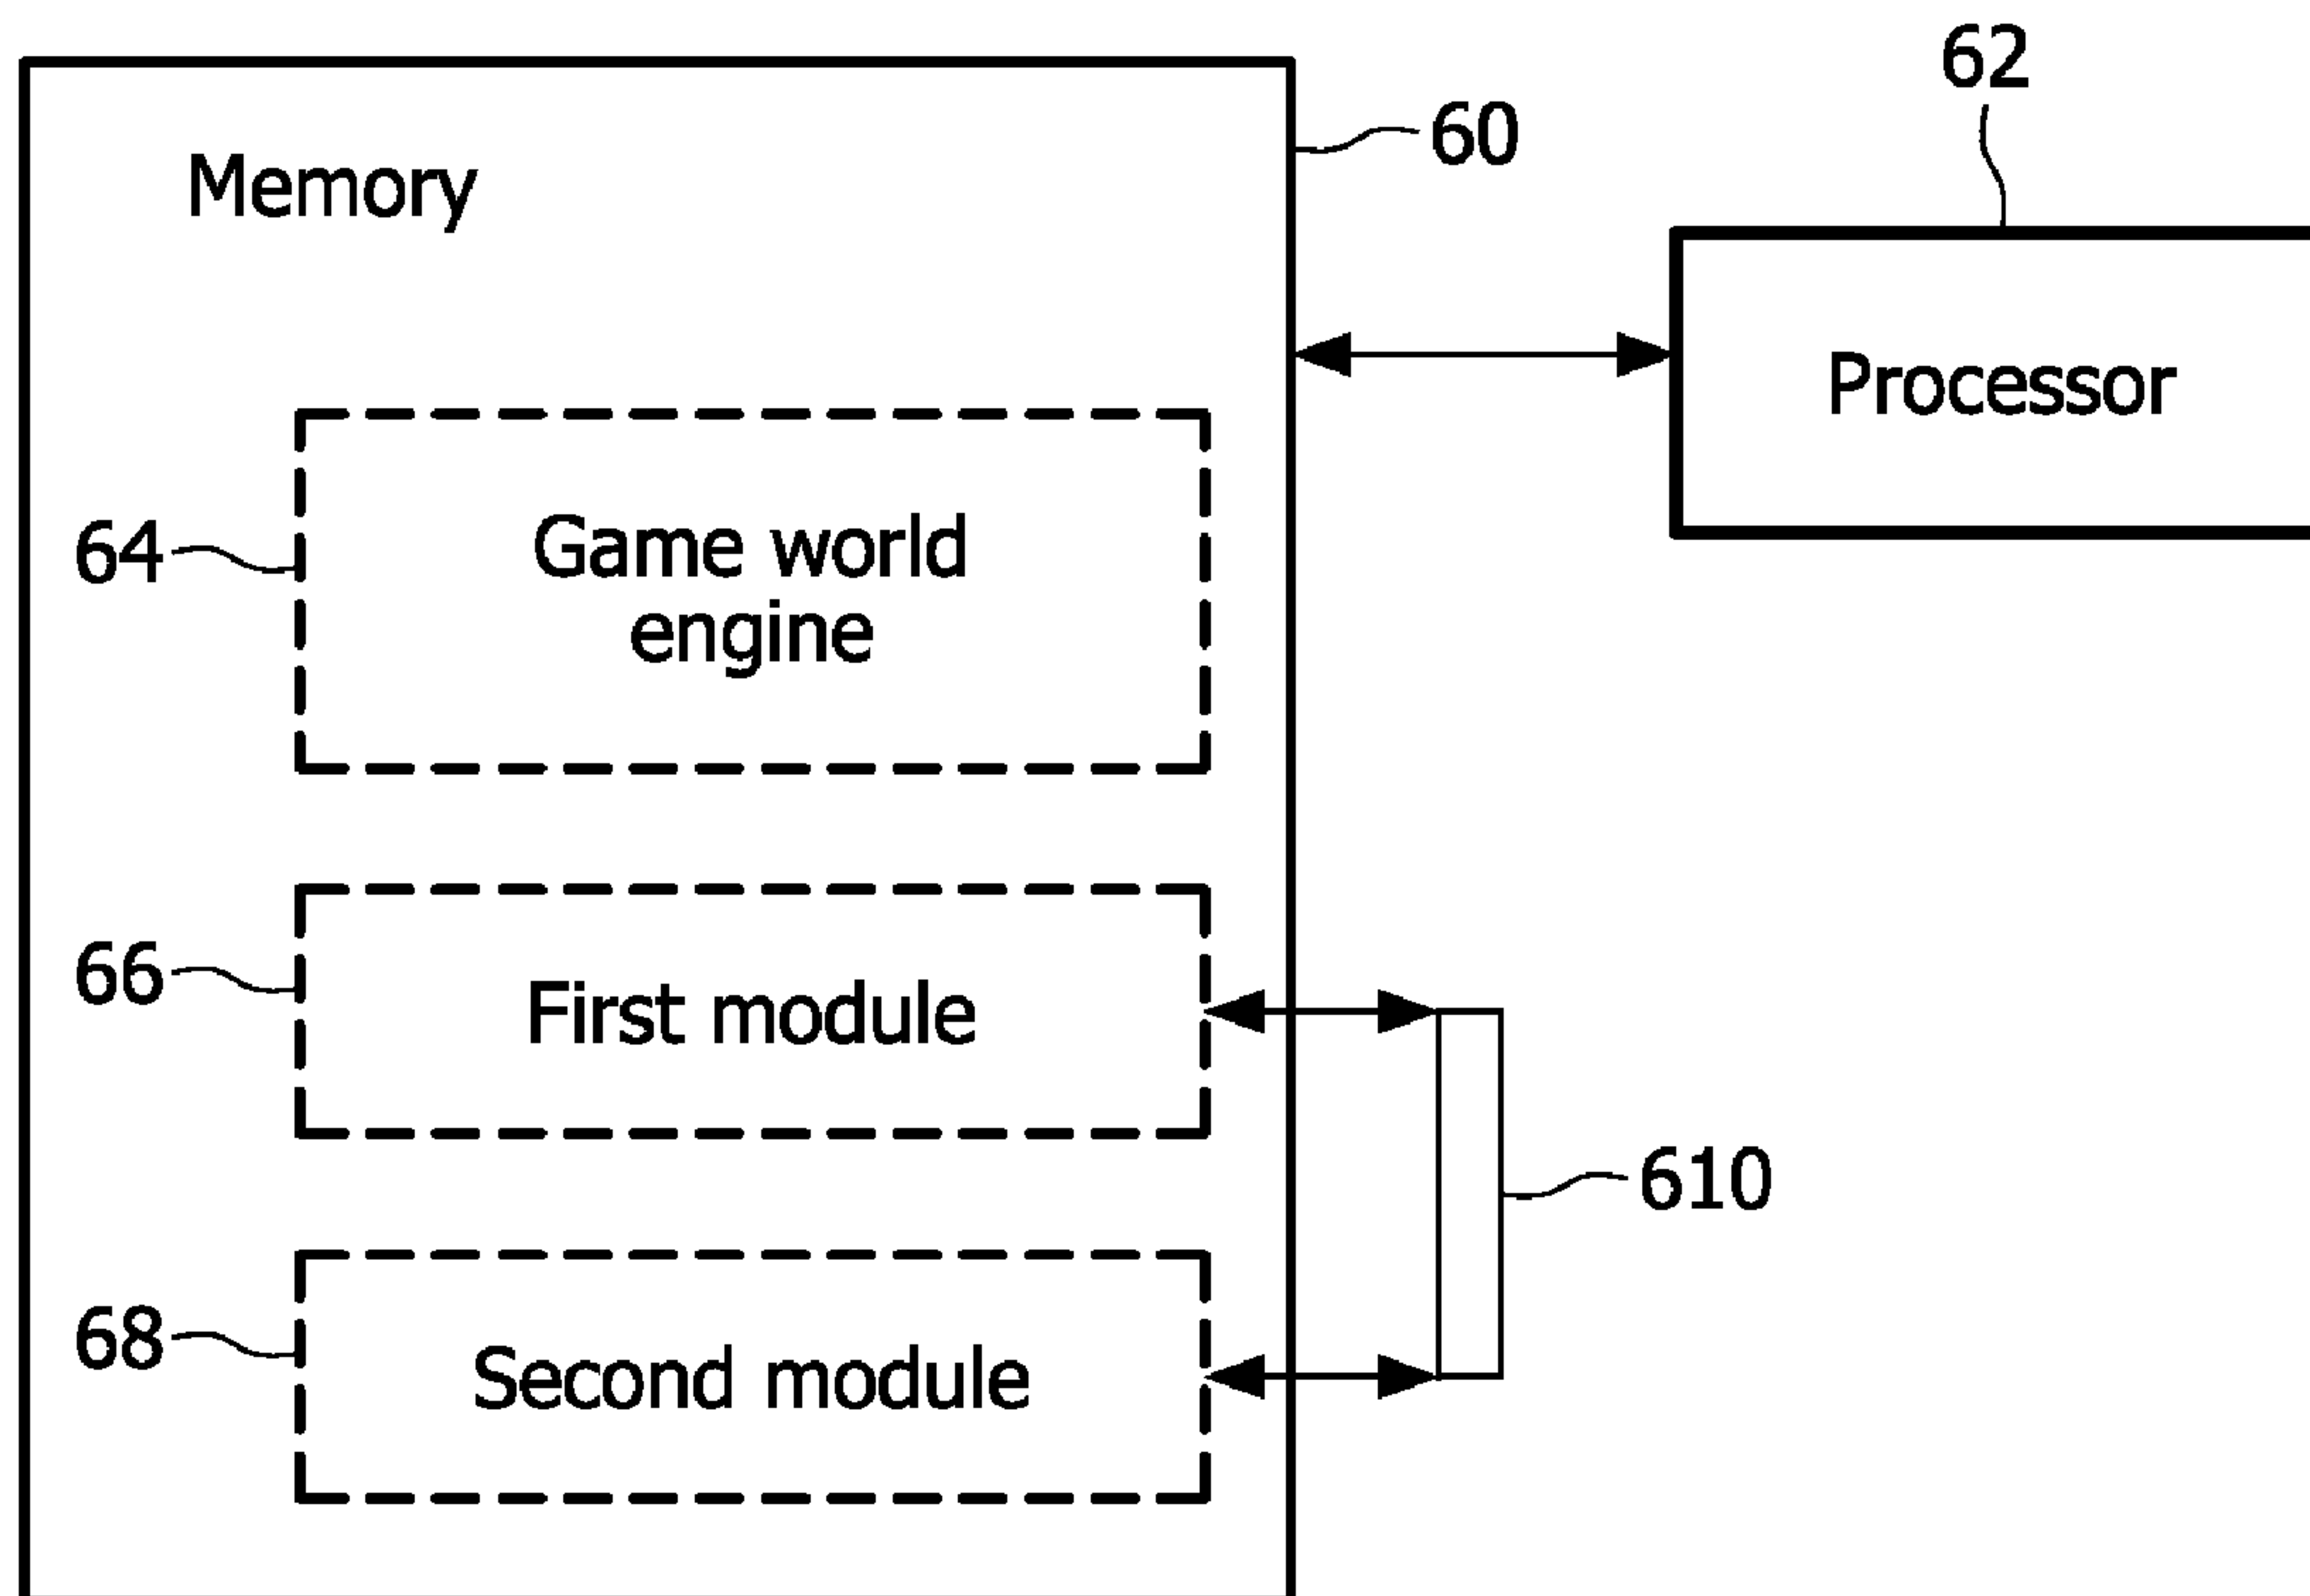 62
60
Memory
Processor
64
Game world
engine
66
First module
610
68
Second module